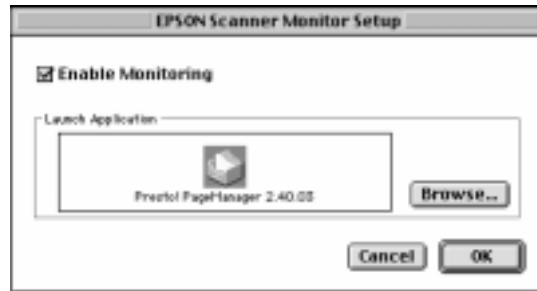 EPSON Scanner Monitor Setup
Enable Monitoring
Launch Application
Presto! PageManager 2.40.08
Browse...
Cancel OK